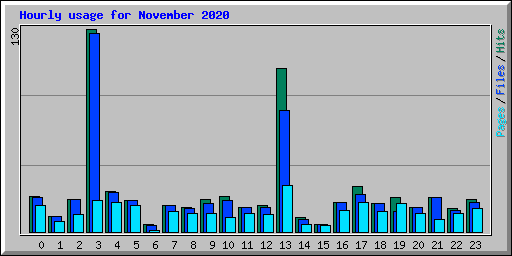 Hourly usage for November 2020
130
Pages/Files/Hits
0 1 2 3 4 5 6 7 8 9 10 11 12 13 14 15 16 17 18 19 20 21 22 23